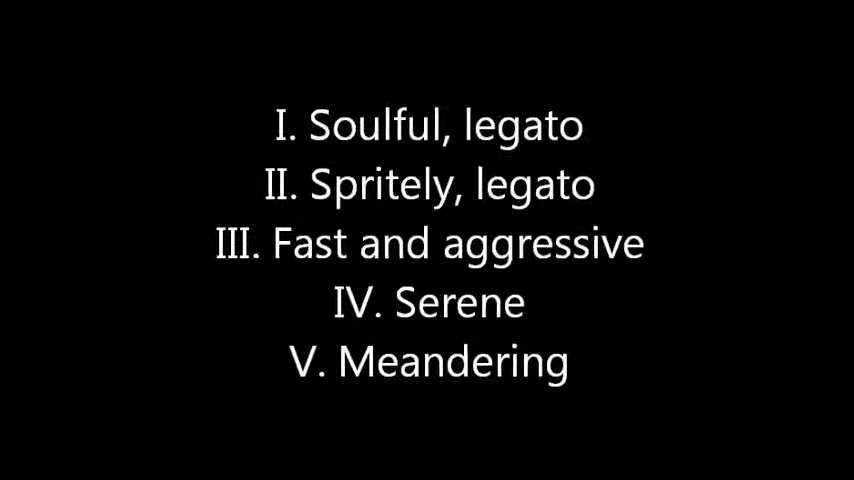 I. Soulful, legato
II. Spritely, legato
III. Fast and aggressive
IV. Serene
V. Meandering